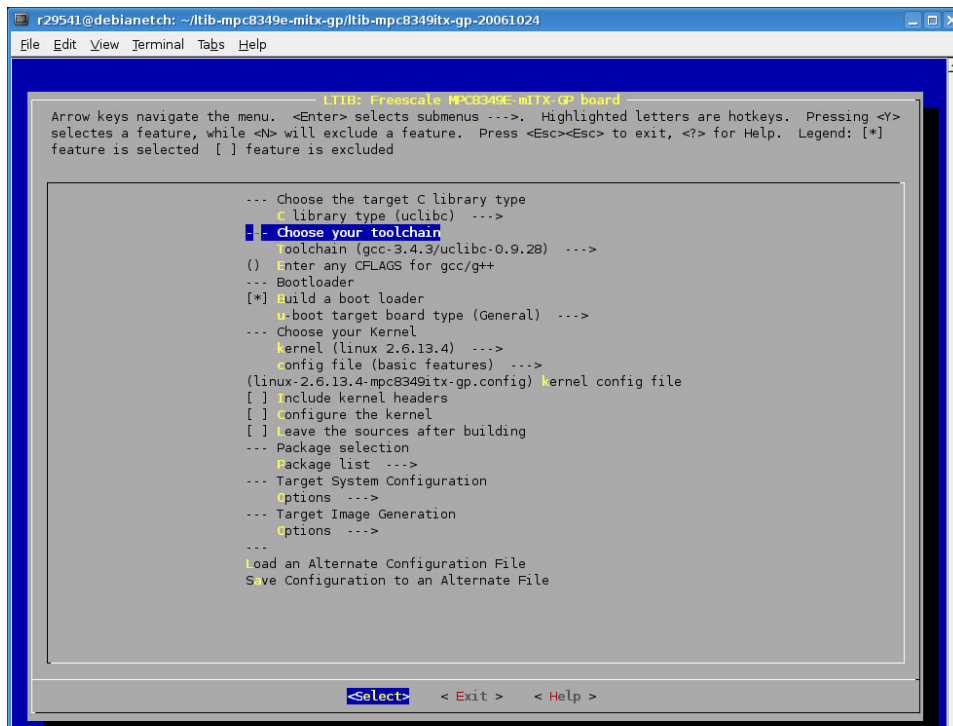 r29541@debianetch: ~/ltib-mpc8349e-mitx-gp/ltib-mpc8349itx-gp-20061024
File Edit View Terminal Tabs Help
LTIB: Freescale MPC8349E-mITX-GP board
Arrow keys navigate the menu. <Enter> selects submenus --->. Highlighted letters are hotkeys. Pressing <Y>
selectes a feature, while <N> will exclude a feature. Press <Esc><Esc> to exit, <?> for Help. Legend: [*]
feature is selected [ ] feature is excluded
--- Choose the target C library type
C library type (uclibc) --->
--- Choose your toolchain
Toolchain (gcc-3.4.3/uclibc-0.9.28) --->
() Enter any CFLAGS for gcc/g++
--- Bootloader
[*] Build a boot loader
u-boot target board type (General) --->
--- Choose your Kernel
kernel (linux 2.6.13.4) --->
config file (basic features) --->
(linux-2.6.13.4-mpc8349itx-gp.config) kernel config file
[ ] Include kernel headers
[ ] Configure the kernel
[ ] Leave the sources after building
--- Package selection
Package list --->
--- Target System Configuration
Options --->
--- Target Image Generation
Options --->
---
Load an Alternate Configuration File
Save Configuration to an Alternate File
<Select> < Exit > < Help >